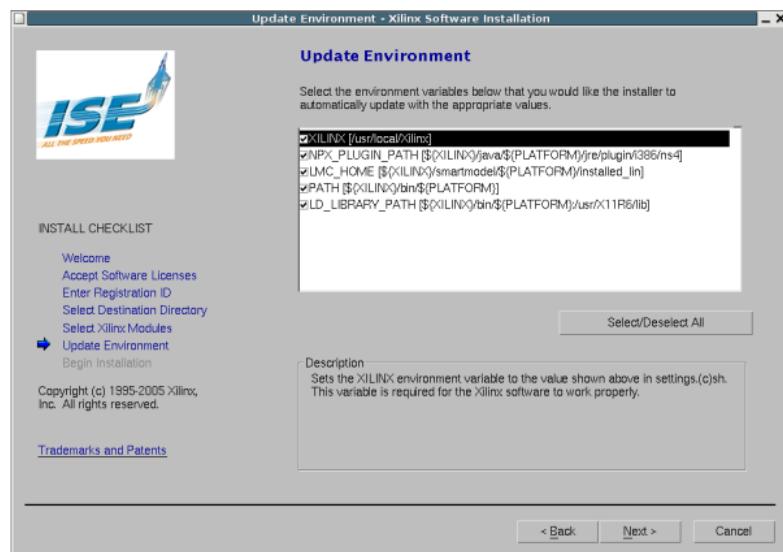 Update Environment - Xilinx Software Installation
ISE
ALL THE SPEED YOU NEED
Update Environment
Select the environment variables below that you would like the installer to
automatically update with the appropriate values.
XILINX [/usr/local/Xilinx]
NPX_PLUGIN_PATH [${XILINX}/java/${PLATFORM}/jre/plugin/i386/ns4]
LMC_HOME [${XILINX}/smartmodel/${PLATFORM}/installed_lin]
PATH [${XILINX}/bin/${PLATFORM}]
LD_LIBRARY_PATH [${XILINX}/bin/${PLATFORM}:/usr/X11R6/lib]
Select/Deselect All
INSTALL CHECKLIST
Welcome
Accept Software Licenses
Enter Registration ID
Select Destination Directory
Select Xilinx Modules
Update Environment
Begin Installation
Copyright (c) 1995-2005 Xilinx,
Inc. All rights reserved.
Trademarks and Patents
Description
Sets the XILINX environment variable to the value shown above in settings.(c)sh.
This variable is required for the Xilinx software to work properly.
< Back
Next >
Cancel